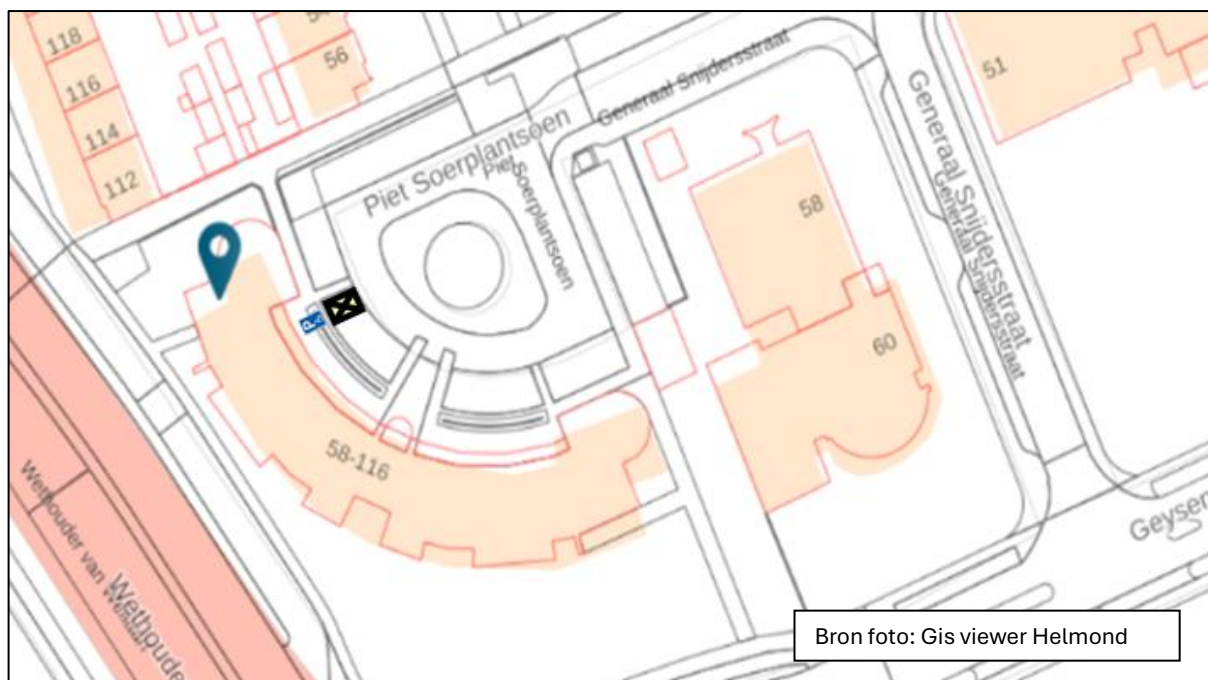 118
116
114
112
56
Generaal Snijdersstraat
51
Piet Soerplantsoen
Piet Soerplantsoen
Generaal Snijdersstraat
Generaal Snijdersstraat
58
60
P
58-116
Wethouder van
Wethoude
Geysen
Bron foto: Gis viewer Helmond